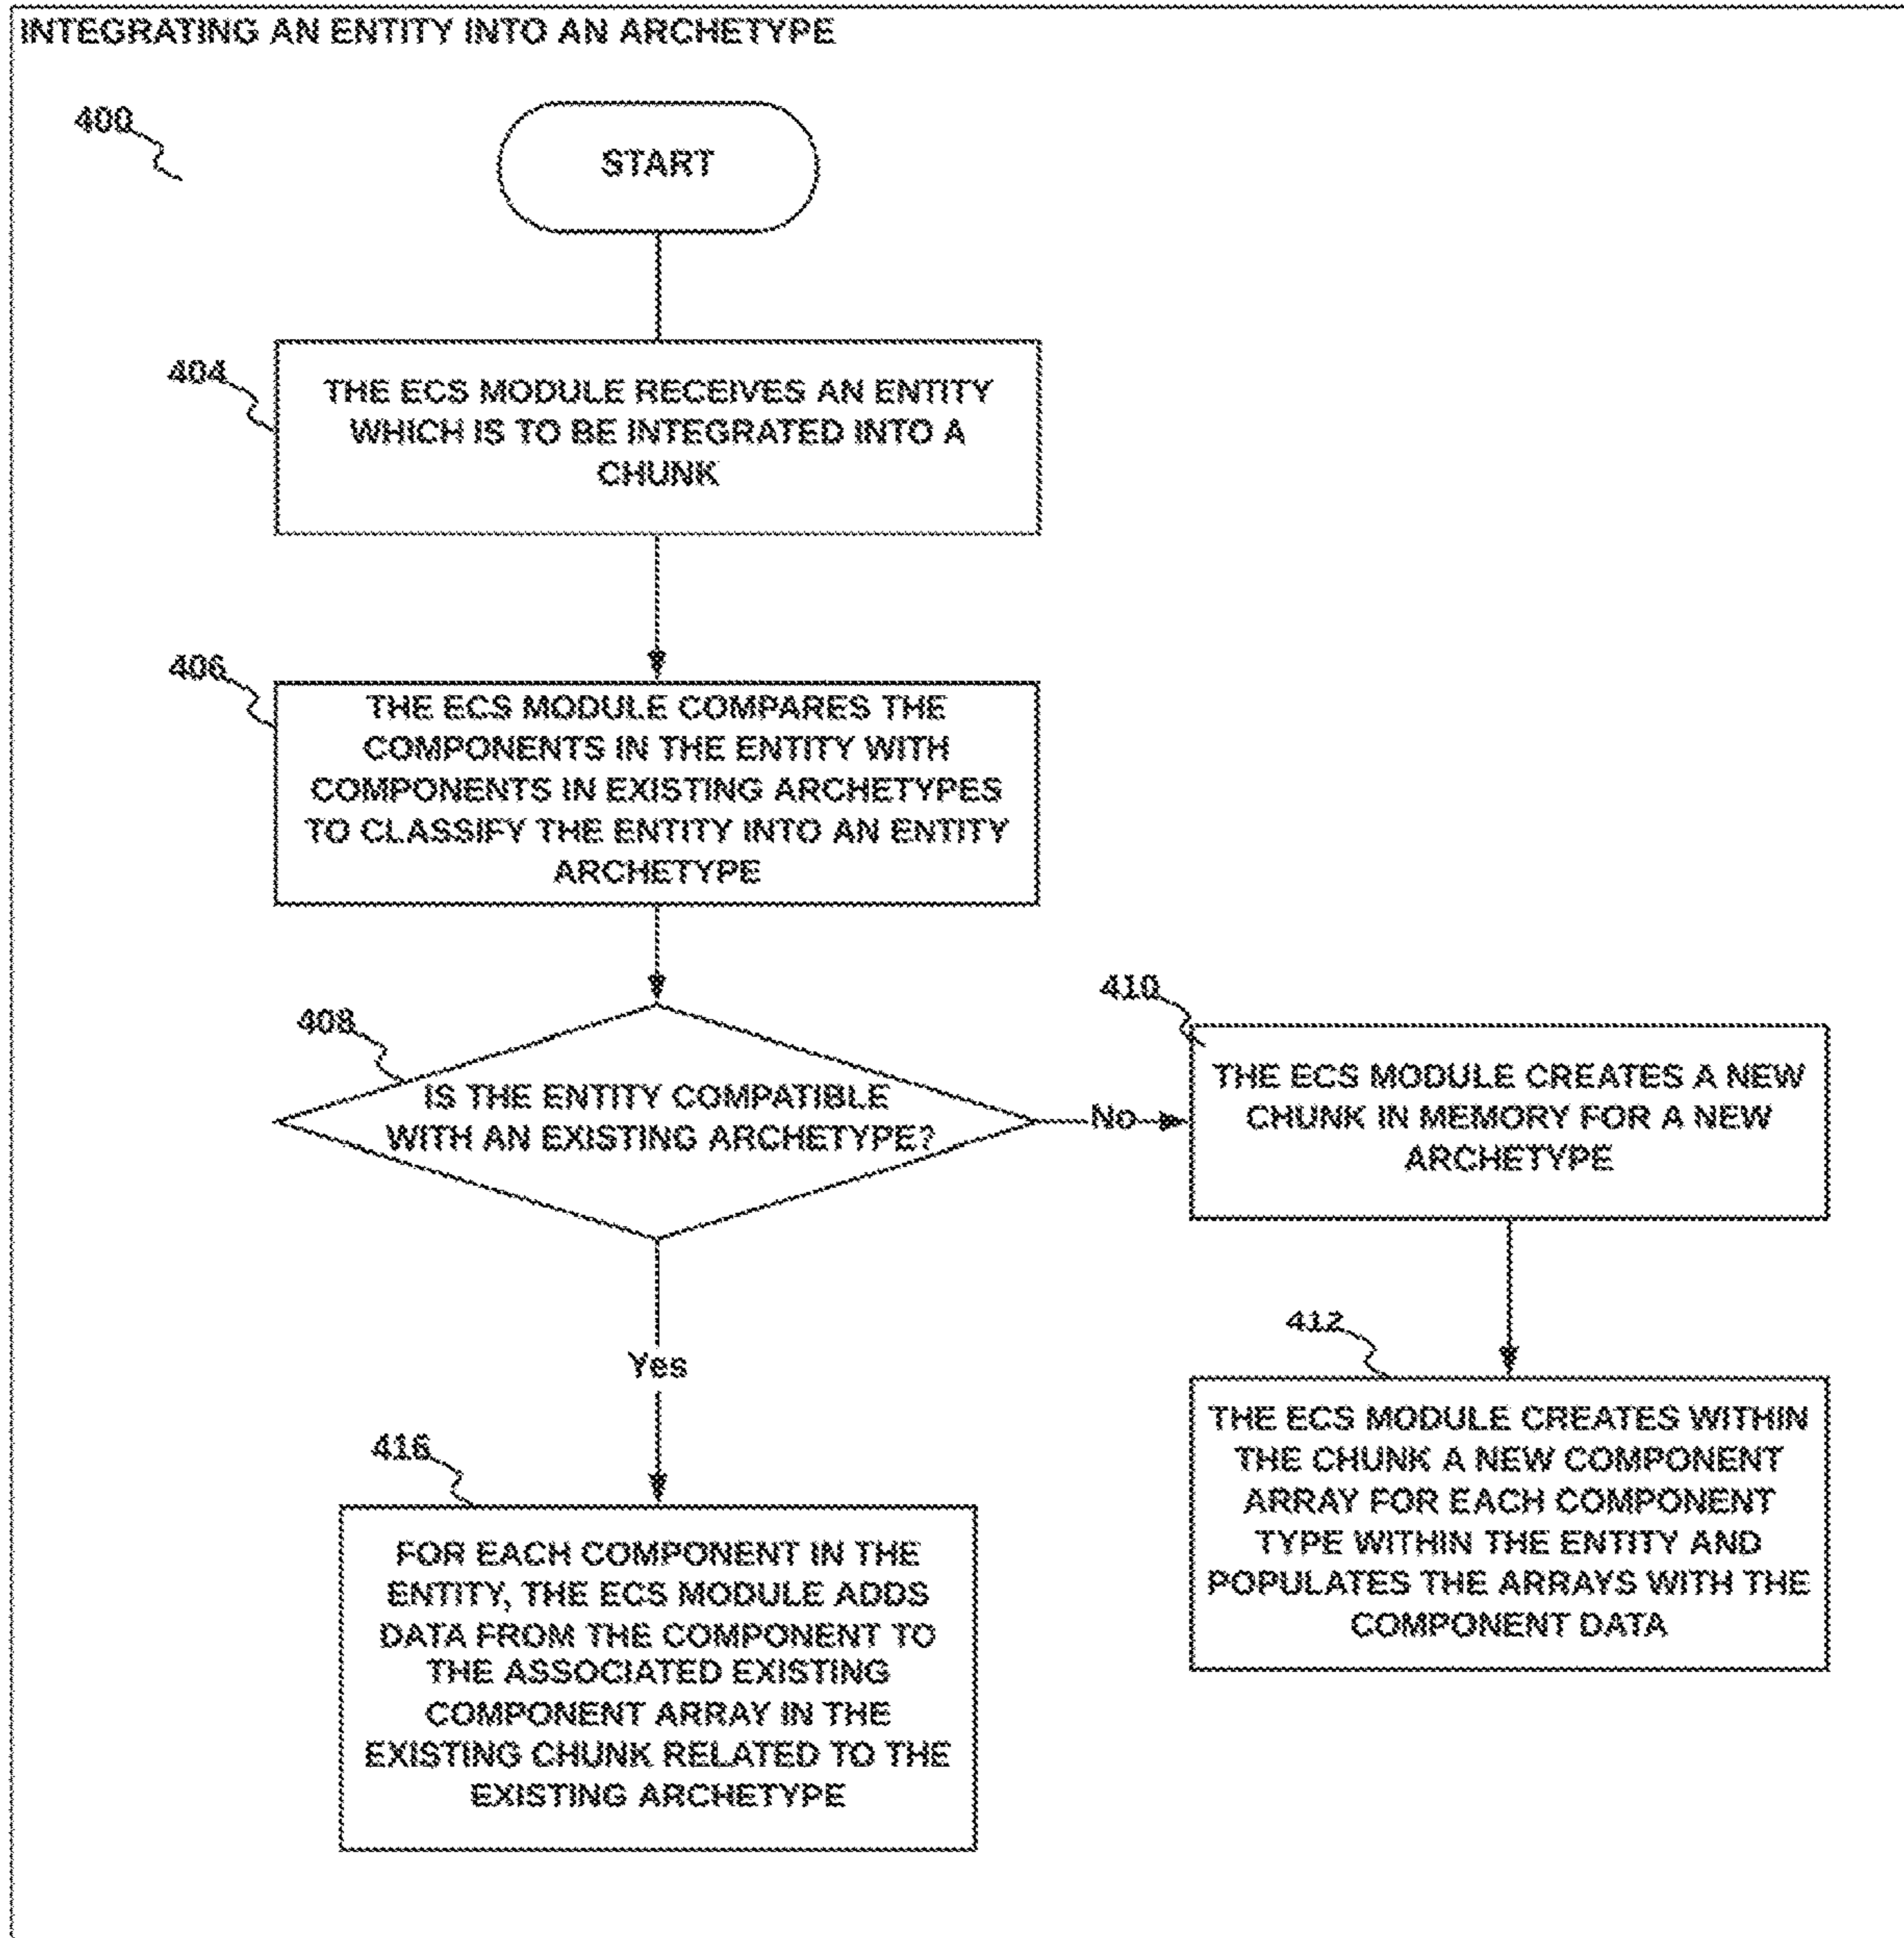 INTEGRATING AN ENTITY INTO AN ARCHETYPE
400
START
404
THE ECS MODULE RECEIVES AN ENTITY
WHICH IS TO BE INTEGRATED INTO A
CHUNK
406
THE ECS MODULE COMPARES THE
COMPONENTS IN THE ENTITY WITH
COMPONENTS IN EXISTING ARCHETYPES
TO CLASSIFY THE ENTITY INTO AN ENTITY
ARCHETYPE
408
IS THE ENTITY COMPATIBLE
WITH AN EXISTING ARCHETYPE?
No
410
THE ECS MODULE CREATES A NEW
CHUNK IN MEMORY FOR A NEW
ARCHETYPE
412
THE ECS MODULE CREATES WITHIN
THE CHUNK A NEW COMPONENT
ARRAY FOR EACH COMPONENT
TYPE WITHIN THE ENTITY AND
POPULATES THE ARRAYS WITH THE
COMPONENT DATA
Yes
416
FOR EACH COMPONENT IN THE
ENTITY, THE ECS MODULE ADDS
DATA FROM THE COMPONENT TO
THE ASSOCIATED EXISTING
COMPONENT ARRAY IN THE
EXISTING CHUNK RELATED TO THE
EXISTING ARCHETYPE